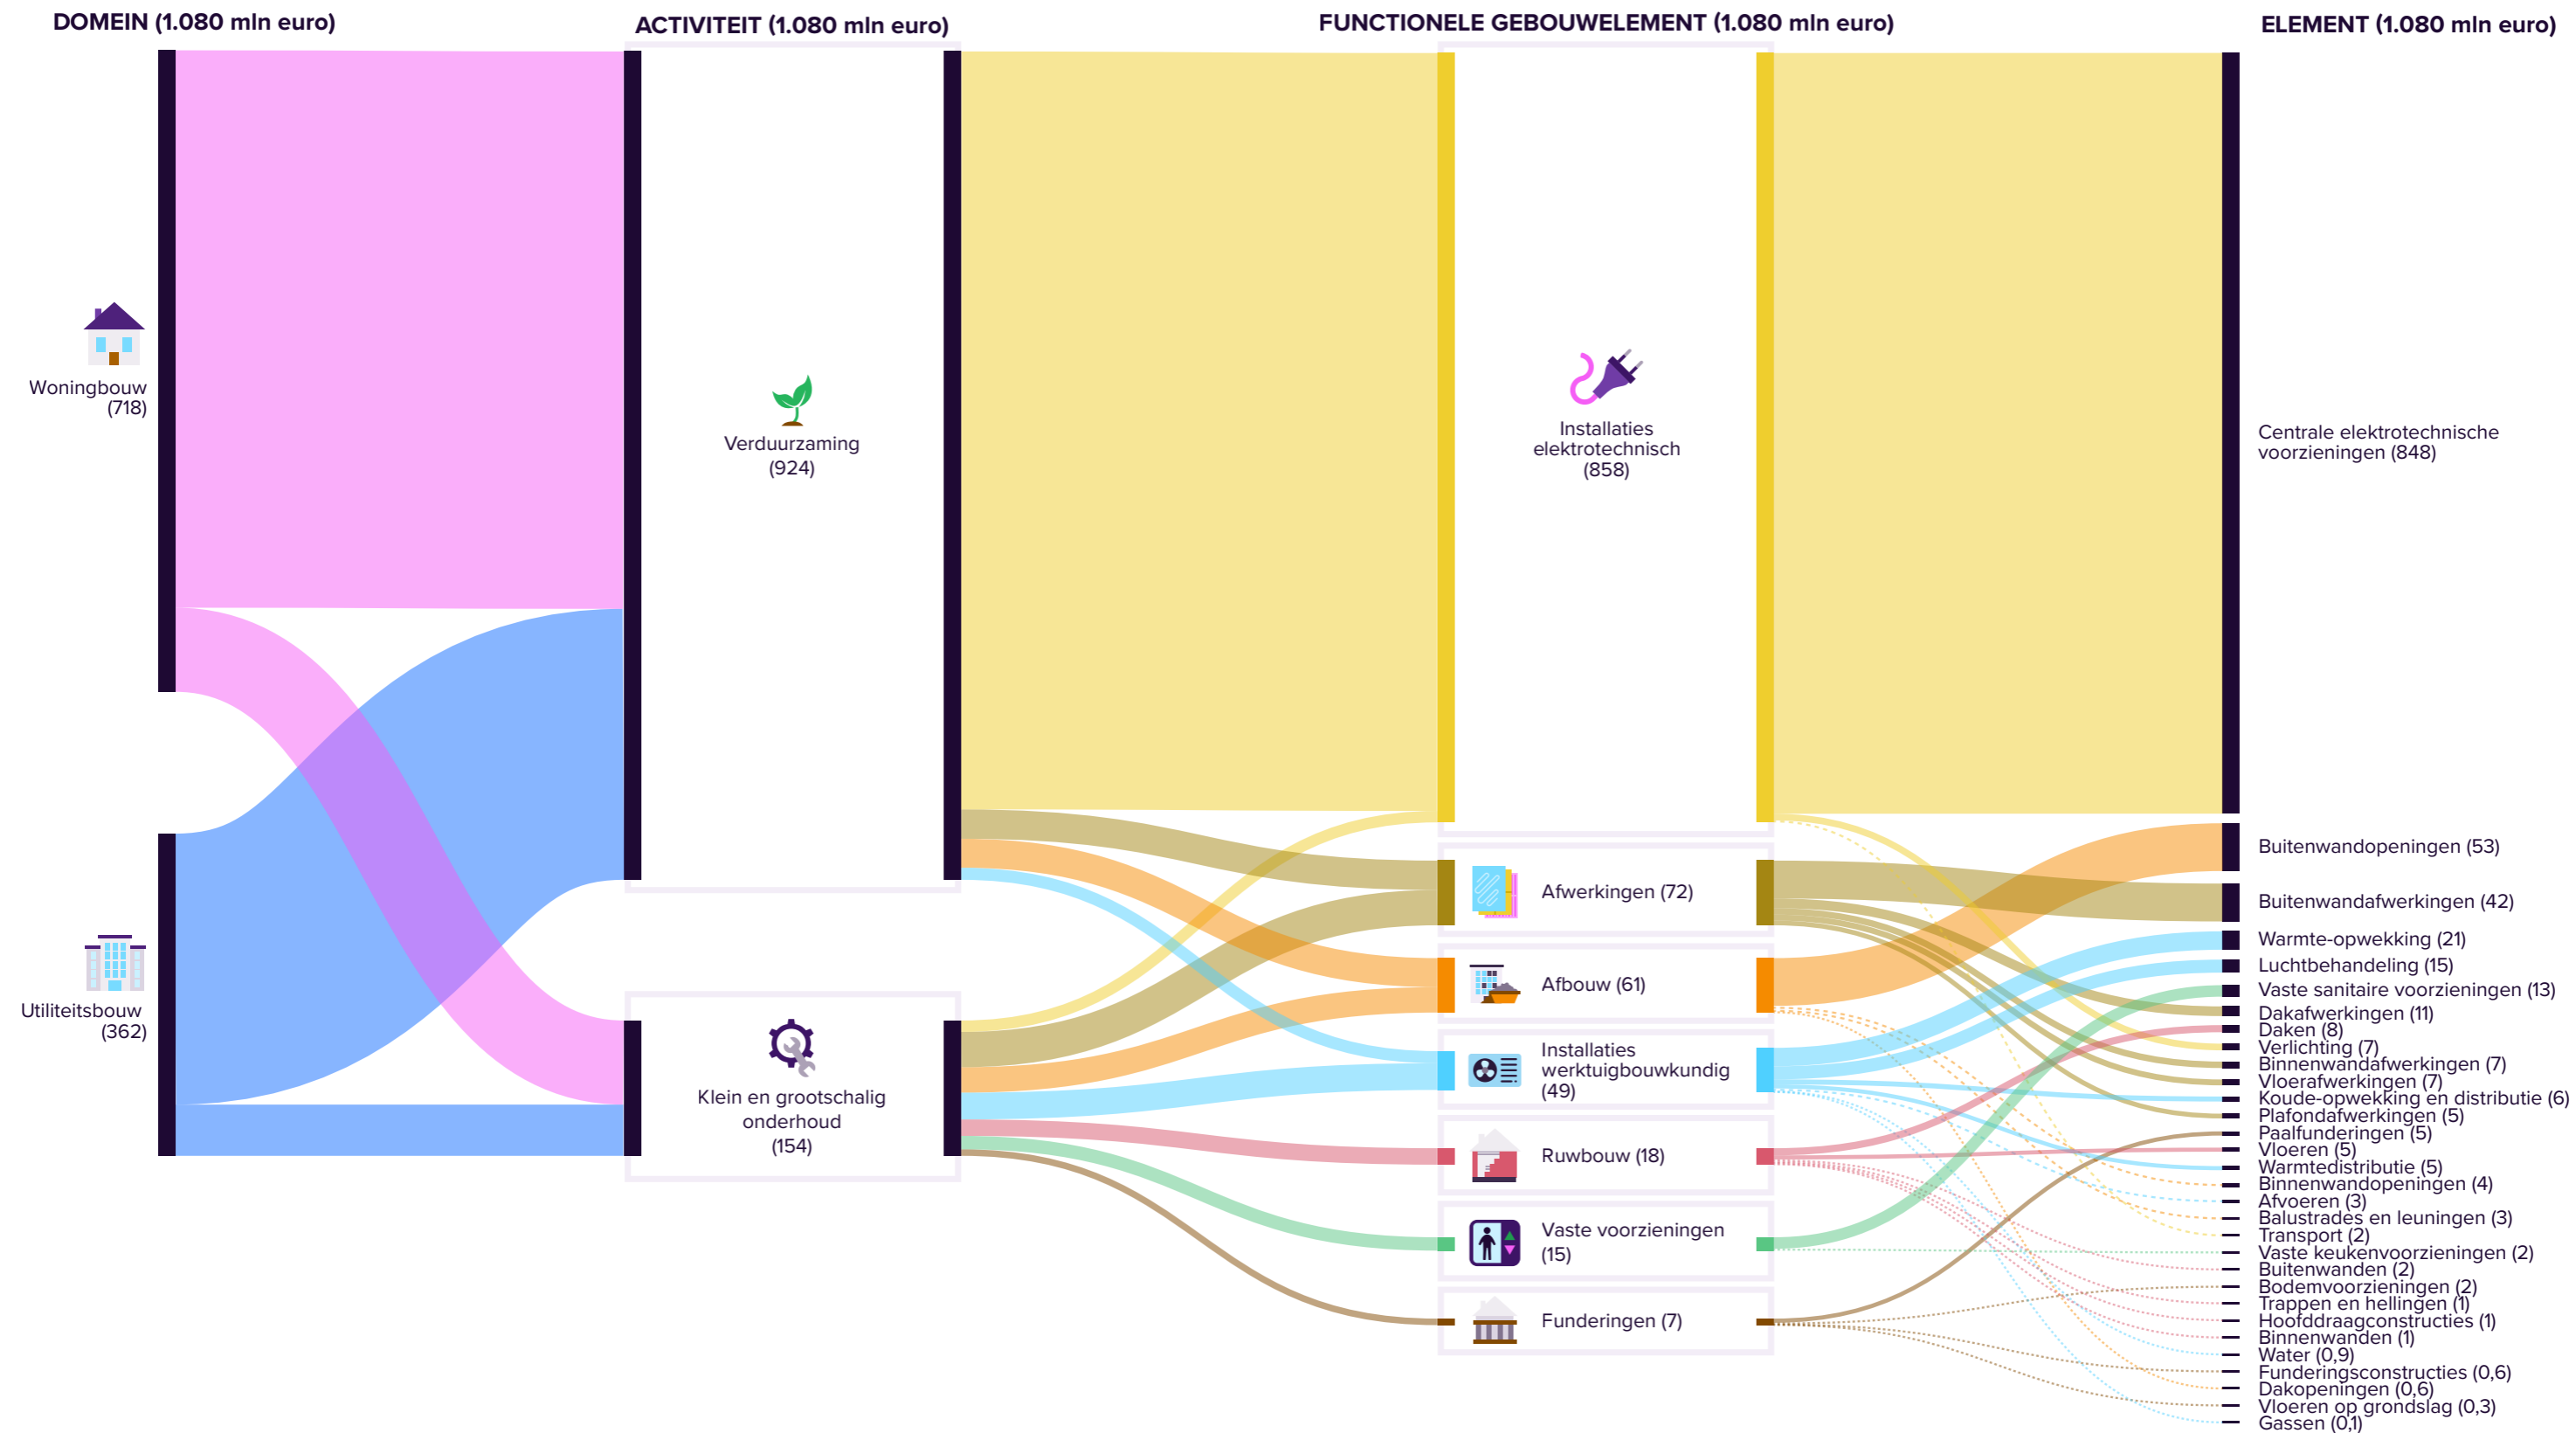 DOMEIN (1.080 mln euro)
ACTIVITEIT (1.080 mln euro)
FUNCTIONELE GEBOUWELEMENT (1.080 mln euro)
ELEMENT (1.080 mln euro)
Woningbouw
(718)
Utiliteitsbouw
(362)
Verduurzaming
(924)
Klein en grootschalig
onderhoud
(154)
Installaties
elektrotechnisch
(858)
Afwerkingen (72)
Afbouw (61)
Installaties
werktuigbouwkundig
(49)
Ruwbouw (18)
Vaste voorzieningen
(15)
Funderingen (7)
Centrale elektrotechnische
voorzieningen (848)
Buitenwandopeningen (53)
Buitenwandafwerkingen (42)
Warmte-opwekking (21)
Luchtbehandeling (15)
Vaste sanitaire voorzieningen (13)
Dakafwerkingen (11)
Daken (8)
Verlichting (7)
Binnenwandafwerkingen (7)
Vloerafwerkingen (7)
Koude-opwekking en distributie (6)
Plafondafwerkingen (5)
Paalfunderingen (5)
Vloeren (5)
Warmtedistributie (5)
Binnenwandopeningen (4)
Afvoeren (3)
Balustrades en leuningen (3)
Transport (2)
Vaste keukenvoorzieningen (2)
Buitenwanden (2)
Bodemvoorzieningen (2)
Trappen en hellingen (1)
Hoofddraagconstructies (1)
Binnenwanden (1)
Water (0,9)
Funderingsconstructies (0,6)
Dakopeningen (0,6)
Vloeren op grondslag (0,3)
Gassen (0,1)